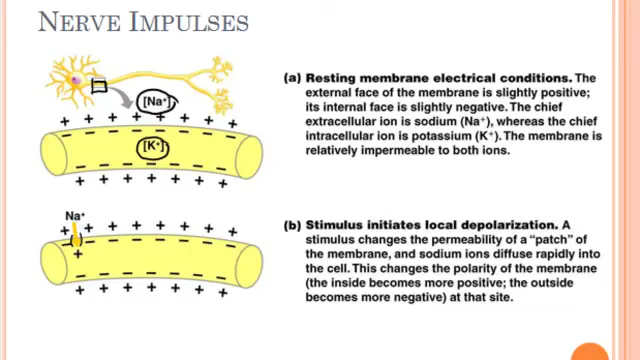 NERVE IMPULSES
[Na⁺]
+ + + + + + + + +
– – – – – – – – –
[K⁺]
– – – – – – – – –
+ + + + + + + + +
(a) Resting membrane electrical conditions. The
external face of the membrane is slightly positive;
its internal face is slightly negative. The chief
extracellular ion is sodium (Na⁺), whereas the chief
intracellular ion is potassium (K⁺). The membrane is
relatively impermeable to both ions.
Na⁺
+ + + + + + + + +
– – – – – – – –
+
– – – – – – – –
+ + + + + + + + +
(b) Stimulus initiates local depolarization. A
stimulus changes the permeability of a “patch” of
the membrane, and sodium ions diffuse rapidly into
the cell. This changes the polarity of the membrane
(the inside becomes more positive; the outside
becomes more negative) at that site.